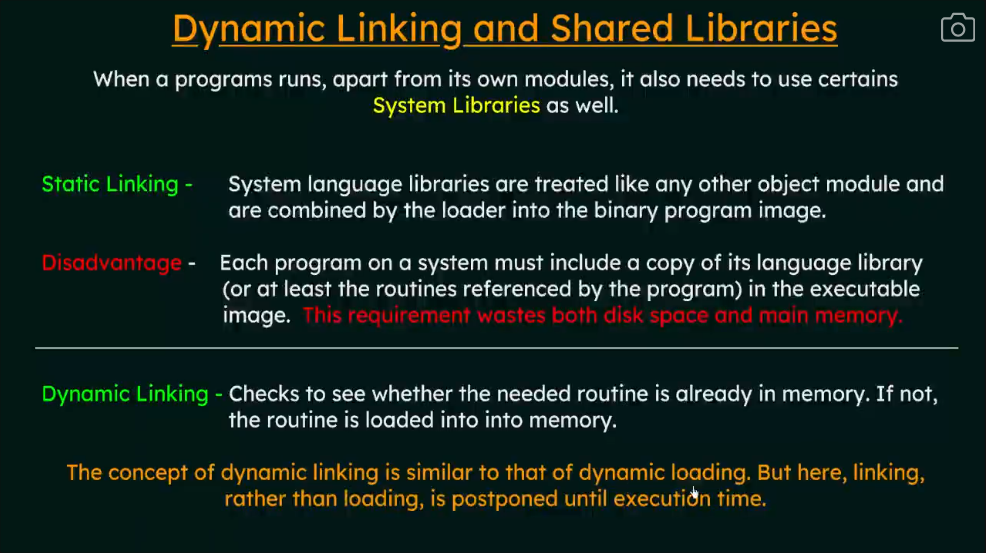 Dynamic Linking and Shared Libraries
When a programs runs, apart from its own modules, it also needs to use certains
System Libraries as well.
Static Linking - System language libraries are treated like any other object module and
are combined by the loader into the binary program image.
Disadvantage - Each program on a system must include a copy of its language library
(or at least the routines referenced by the program) in the executable
image. This requirement wastes both disk space and main memory.
Dynamic Linking - Checks to see whether the needed routine is already in memory. If not,
the routine is loaded into into memory.
The concept of dynamic linking is similar to that of dynamic loading. But here, linking,
rather than loading, is postponed until execution time.